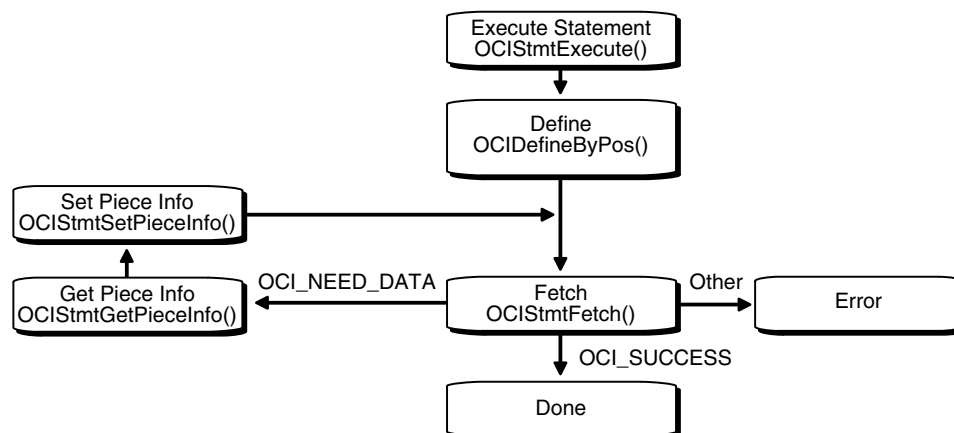 Execute Statement
OCIStmtExecute()
Define
OCIDefineByPos()
Set Piece Info
OCIStmtSetPieceInfo()
Get Piece Info
OCIStmtGetPieceInfo()
OCI_NEED_DATA
Fetch
OCIStmtFetch()
Other
Error
OCI_SUCCESS
Done